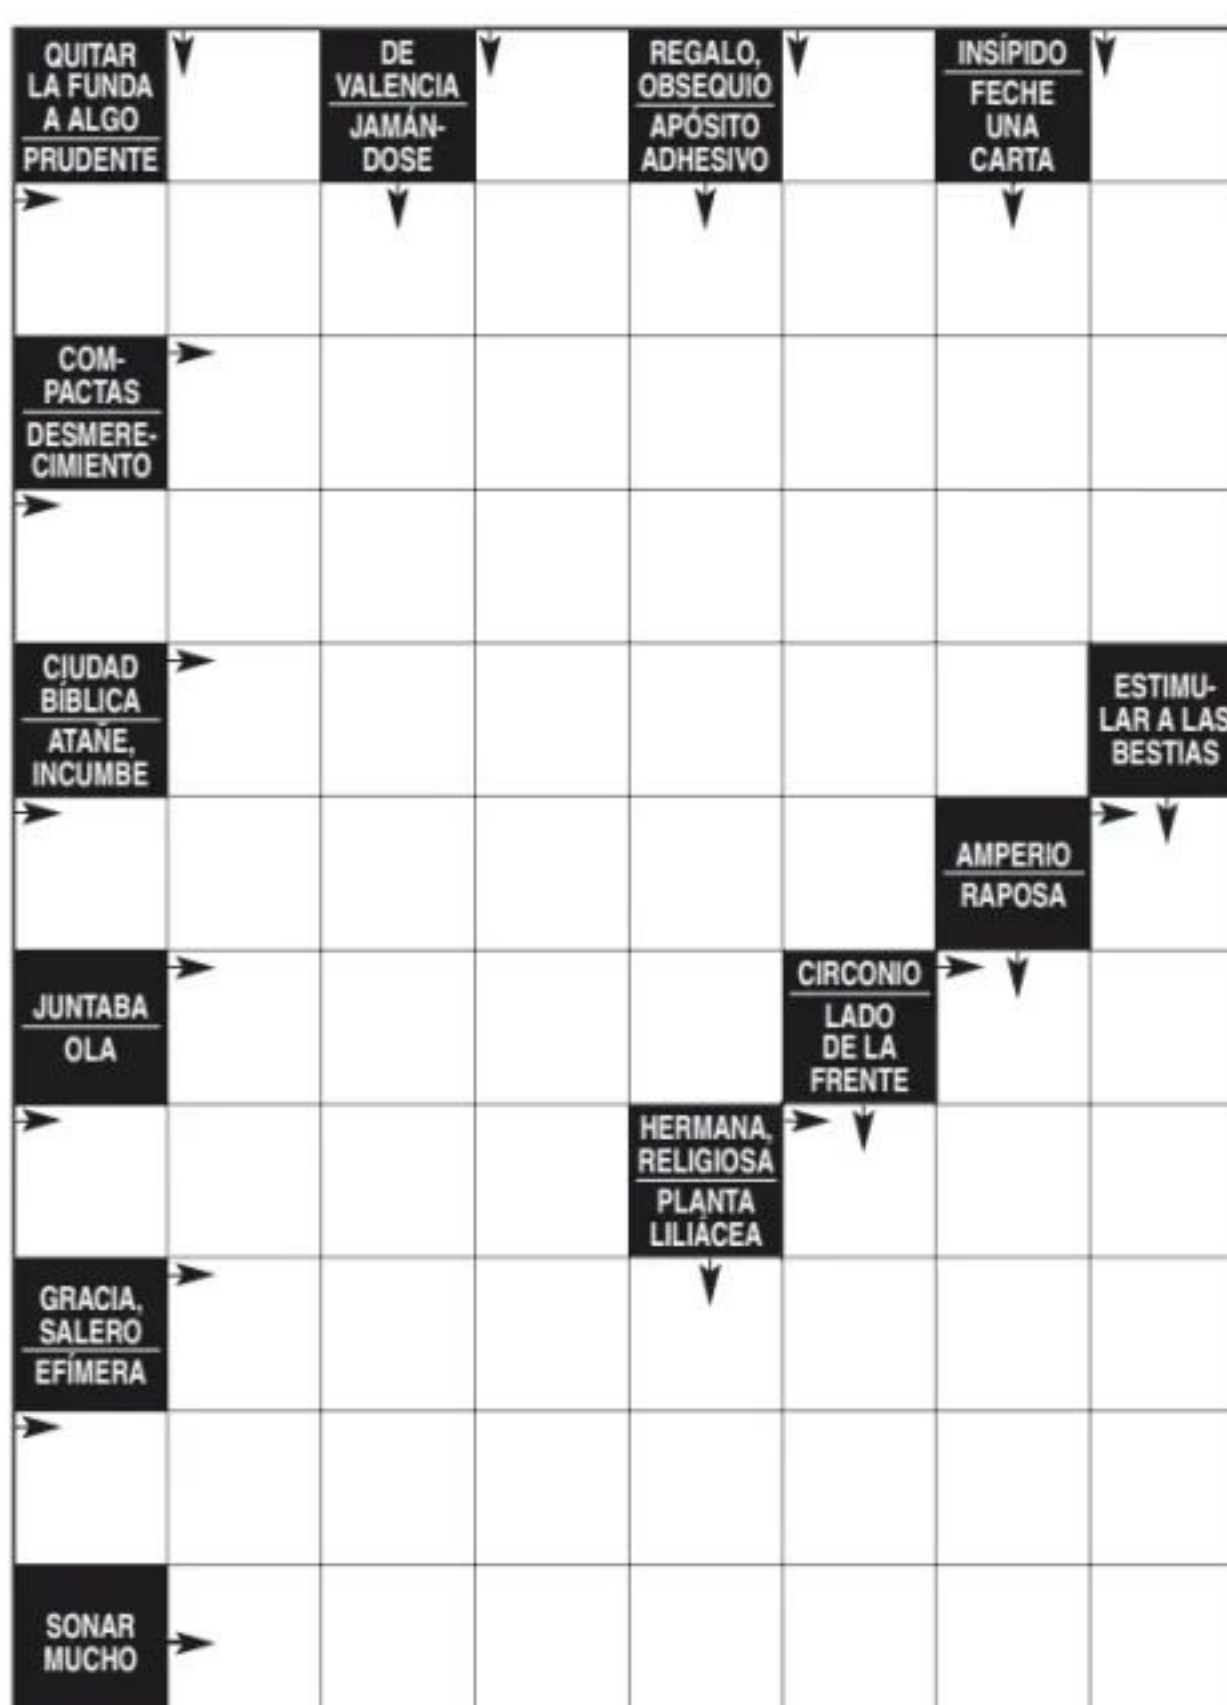 QUITAR
LA FUNDA
A ALGO
PRUDENTE
DE
VALENCIA
JAMÁN-
DOSE
REGALO,
OBSEQUIO
APÓSITO
ADHESIVO
INSÍPIDO
FECHE
UNA
CARTA
COM-
PACTAS
DESMERE-
CIMIENTO
CIUDAD
BÍBLICA
ATAÑE,
INCUMBE
ESTIMU-
LAR A LAS
BESTIAS
AMPERIO
RAPOSA
JUNTABA
OLA
CIRCONIO
LADO
DE LA
FRENTE
HERMANA,
RELIGIOSA
PLANTA
LILIÁCEA
GRACIA,
SALERO
EFÍMERA
SONAR
MUCHO